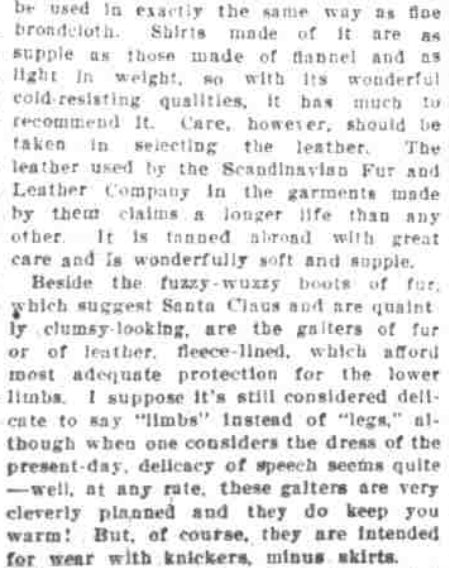 be used in exactly the same way as fine
broadcloth. Shirts made of it are as
supple as those made of flannel and as
light in weight, so with its wonderful
cold-resisting qualities, it has much to
recommend it. Care, however, should be
taken in selecting the leather. The
leather used by the Scandinavian Fur and
Leather Company in the garments made
by them claims a longer life than any
other. It is tanned abroad with great
care and is wonderfully soft and supple.
Beside the fuzzy-wuzzy boots of fur,
which suggest Santa Claus and are quaint
ly clumsy-looking, are the gaiters of fur
or of leather, fleece-lined, which afford
most adequate protection for the lower
limbs. I suppose it's still considered deli-
cate to say "limbs" instead of "legs," al-
though when one considers the dress of the
present-day, delicacy of speech seems quite
—well, at any rate, these gaiters are very
cleverly planned and they do keep you
warm! But, of course, they are intended
for wear with knickers, minus skirts.